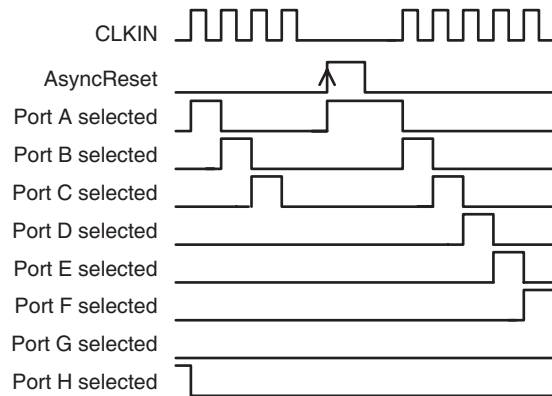 CLKIN
AsyncReset
Port A selected
Port B selected
Port C selected
Port D selected
Port E selected
Port F selected
Port G selected
Port H selected